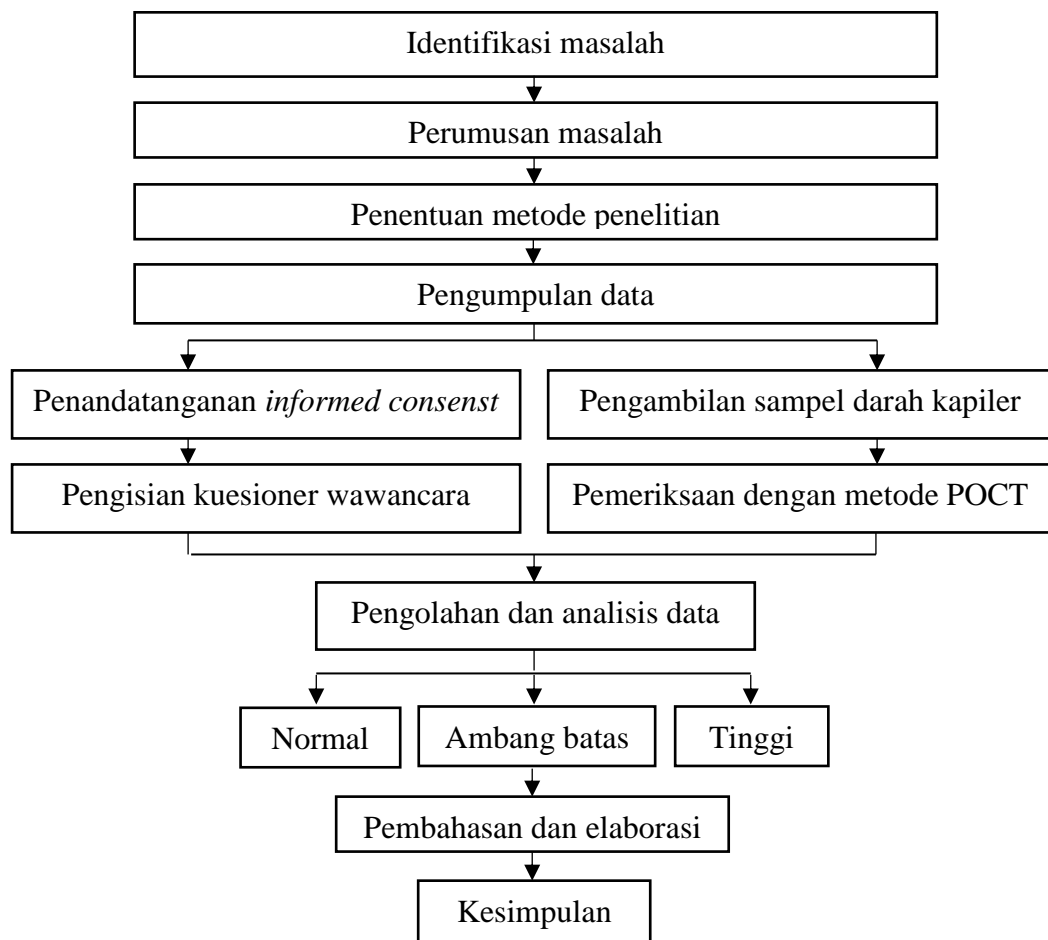 Identifikasi masalah
Perumusan masalah
Penentuan metode penelitian
Pengumpulan data
Penandatanganan informed consenst
Pengambilan sampel darah kapiler
Pengisian kuesioner wawancara
Pemeriksaan dengan metode POCT
Pengolahan dan analisis data
Normal
Ambang batas
Tinggi
Pembahasan dan elaborasi
Kesimpulan